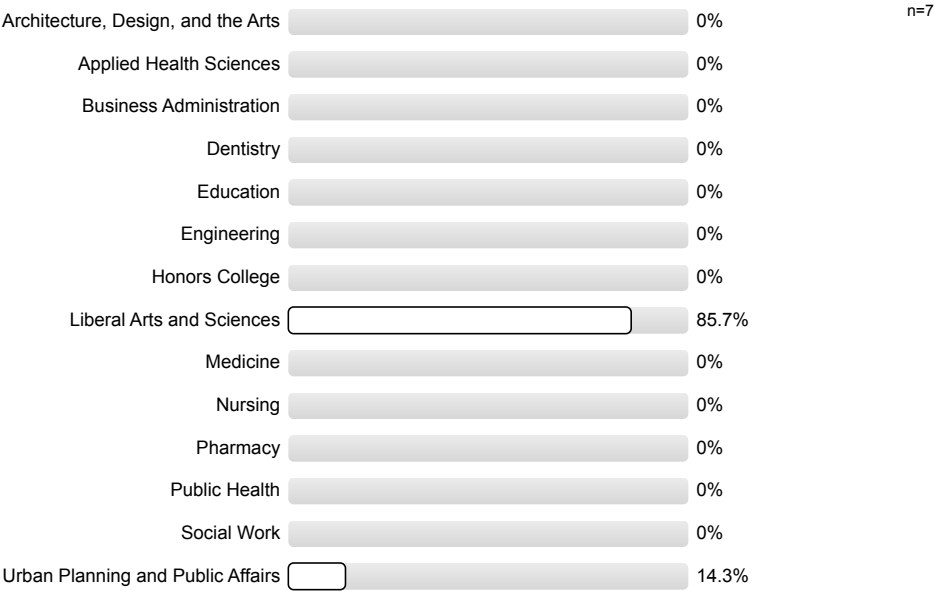 Architecture, Design, and the Arts 0% n=7
Applied Health Sciences 0%
Business Administration 0%
Dentistry 0%
Education 0%
Engineering 0%
Honors College 0%
Liberal Arts and Sciences 85.7%
Medicine 0%
Nursing 0%
Pharmacy 0%
Public Health 0%
Social Work 0%
Urban Planning and Public Affairs 14.3%